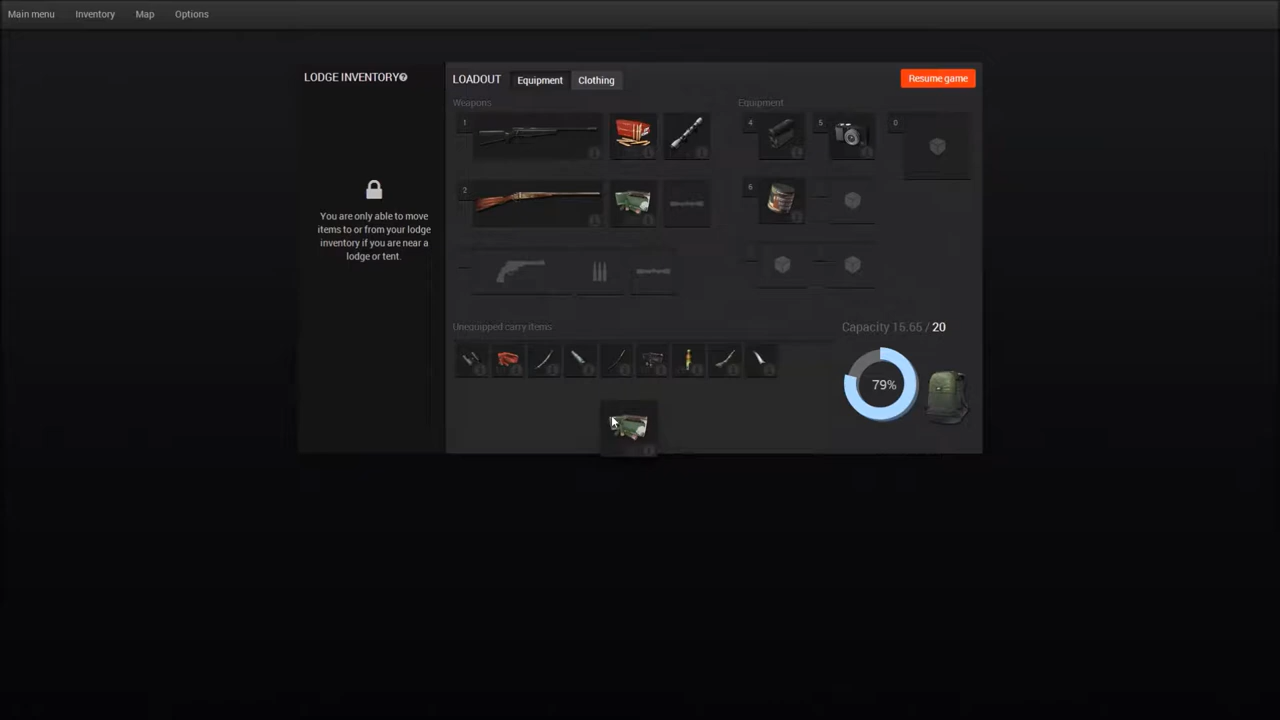 Main menu Inventory Map Options
LODGE INVENTORY
LOADOUT Equipment Clothing Resume game
Weapons Equipment
1 4 5 0
2 6
You are only able to move
items to or from your lodge
inventory if you are near a
lodge or tent.
Unequipped carry items Capacity 15.65 / 20
79%